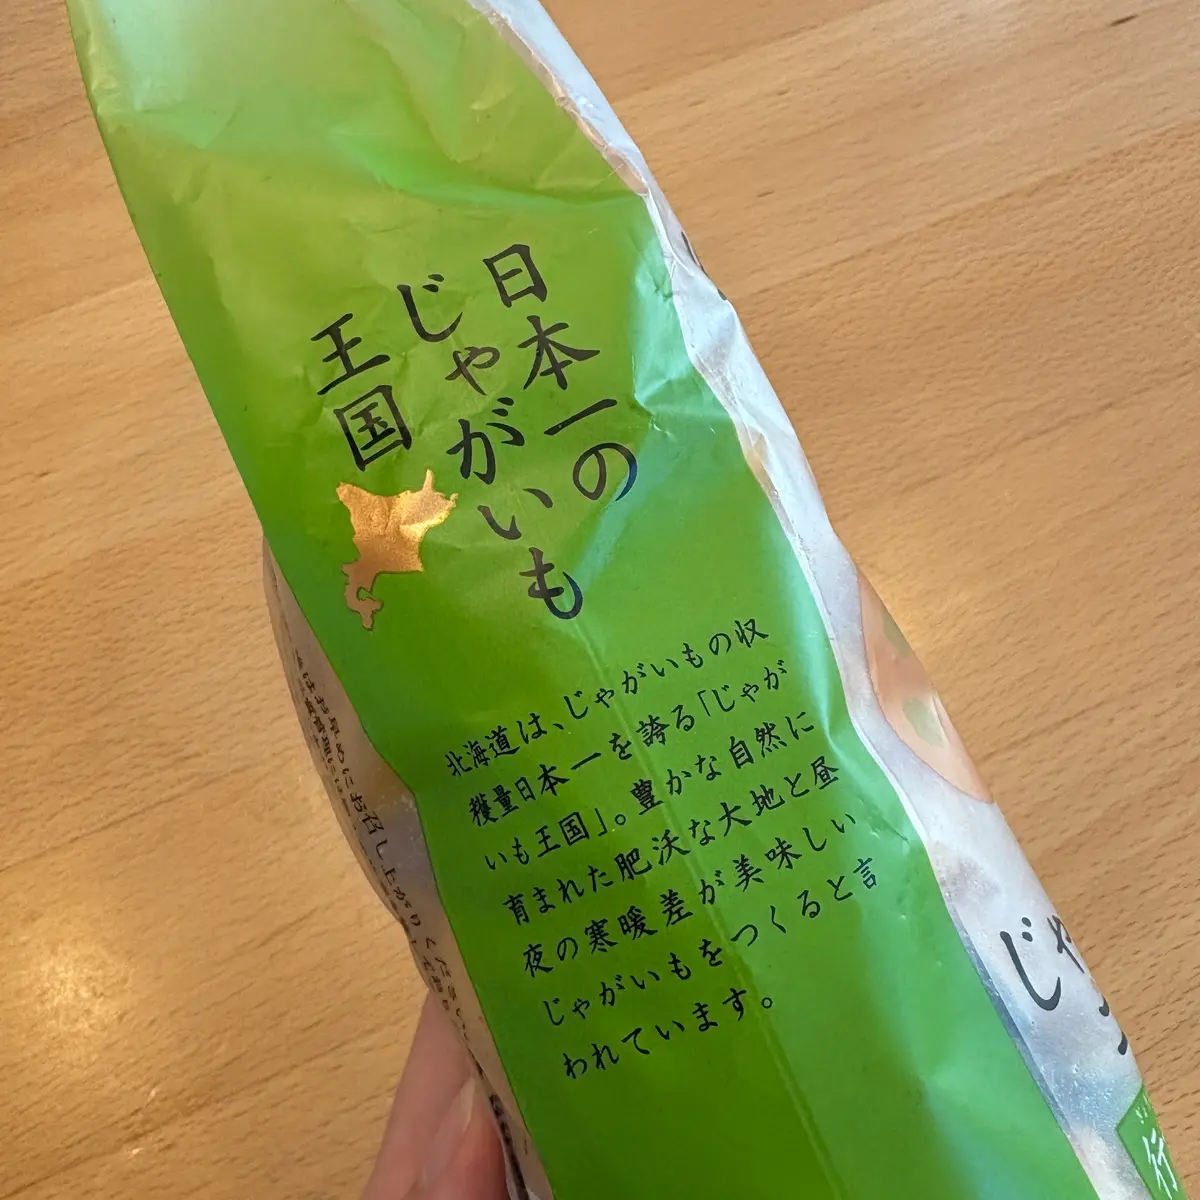 日本一の
じゃがいも
王国
北海道は、じゃがいもの収
穫量日本一を誇る「じゃが
いも王国」。豊かな自然に
育まれた肥沃な大地と昼
夜の寒暖差が美味しい
じゃがいもをつくると言
われています。
じゃ
行